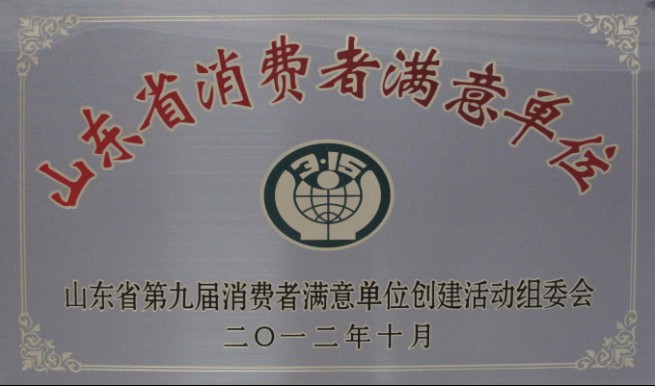 山东省消费者满意单位
3·15
山东省第九届消费者满意单位创建活动组委会
二〇一二年十月